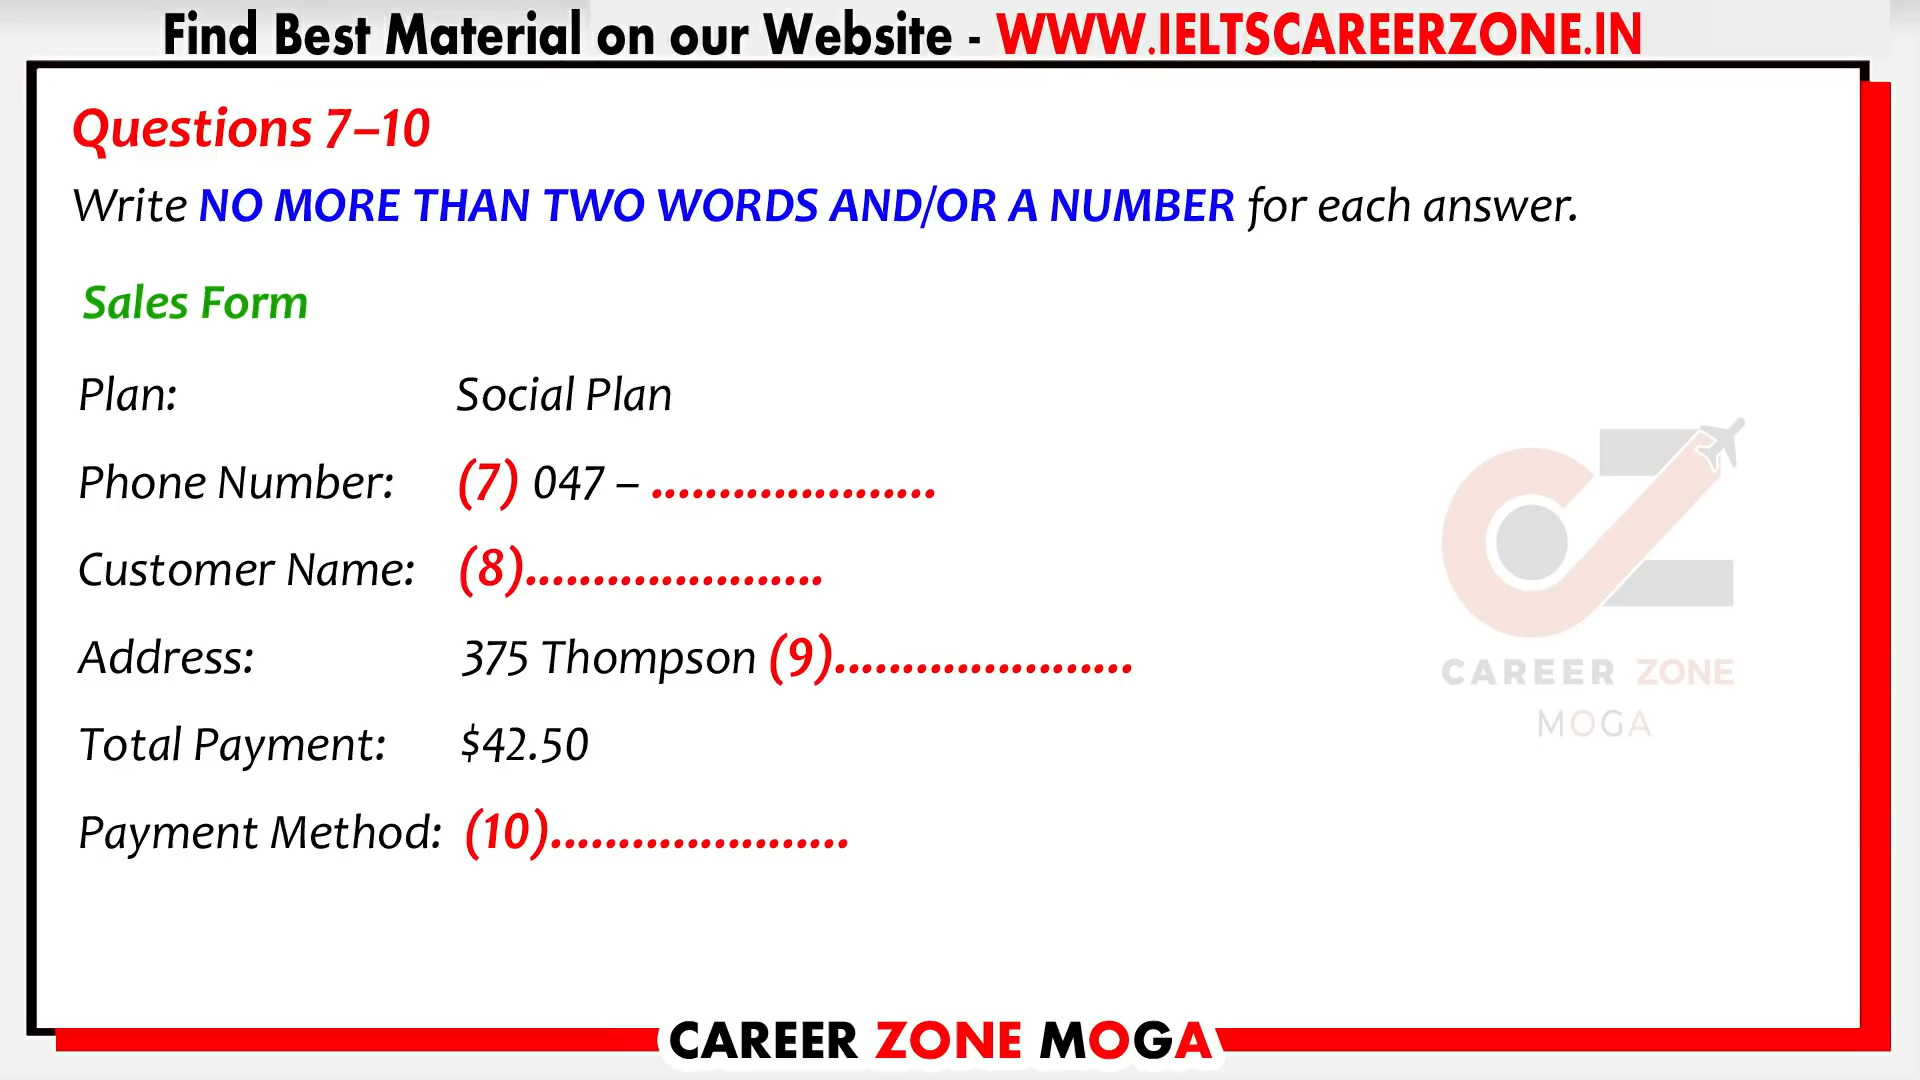 Find Best Material on our Website - WWW.IELTSCAREERZONE.IN
Questions 7–10
Write NO MORE THAN TWO WORDS AND/OR A NUMBER for each answer.
Sales Form
Plan: Social Plan
Phone Number: (7) 047 – .....................
Customer Name: (8)......................
Address: 375 Thompson (9)......................
Total Payment: $42.50
Payment Method: (10)......................
CAREER ZONE
MOGA
CAREER ZONE MOGA